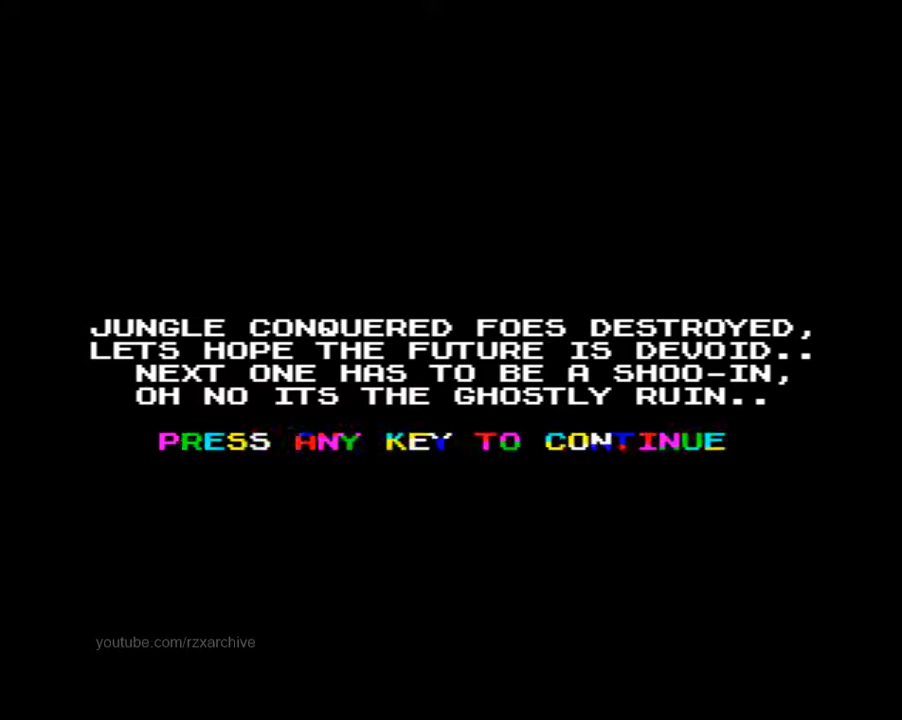 JUNGLE CONQUERED FOES DESTROYED,
LETS HOPE THE FUTURE IS DEVOID..
NEXT ONE HAS TO BE A SHOO-IN,
OH NO ITS THE GHOSTLY RUIN..
PRESS ANY KEY TO CONTINUE
youtube.com/rzxarchive